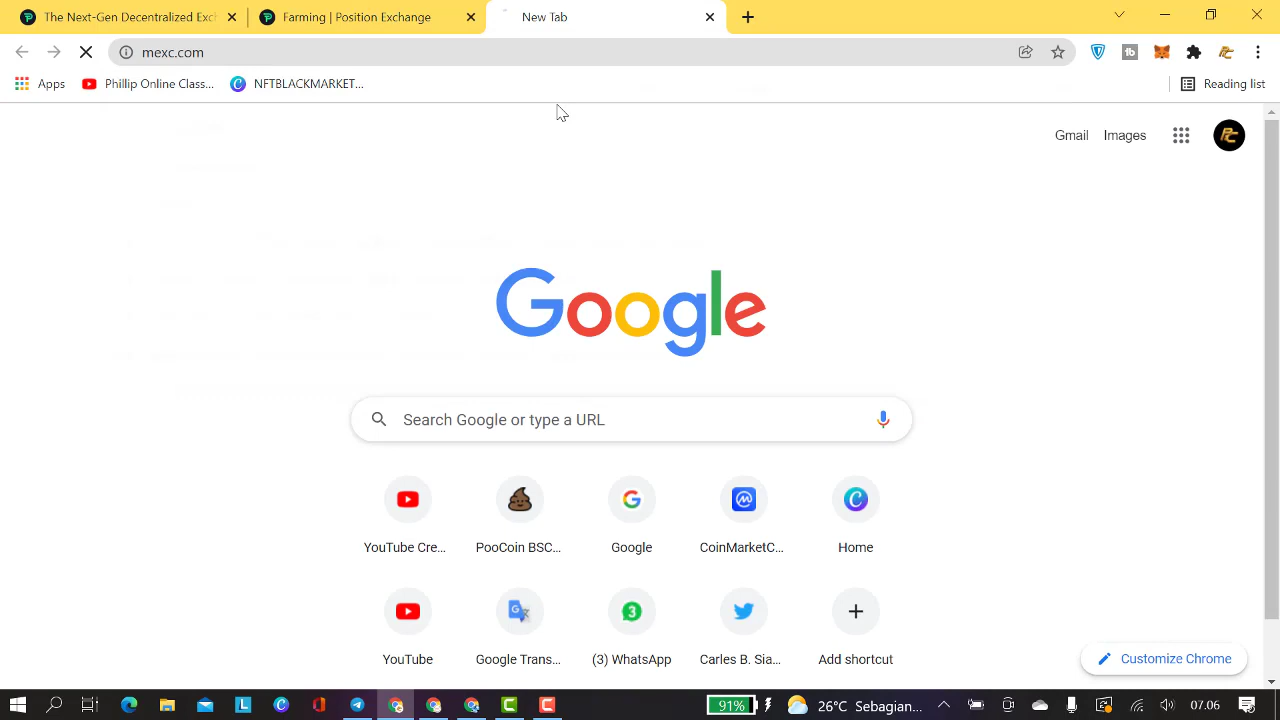 The Next-Gen Decentralized Exc
Farming | Position Exchange
New Tab
mexc.com
Apps
Phillip Online Class...
NFTBLACKMARKET...
Reading list
Gmail
Images
Google
Search Google or type a URL
YouTube Cre...
PooCoin BSC...
Google
CoinMarketC...
Home
YouTube
Google Trans...
(3) WhatsApp
Carles B. Sia...
Add shortcut
Customize Chrome
91%
26°C Sebagian...
07.06